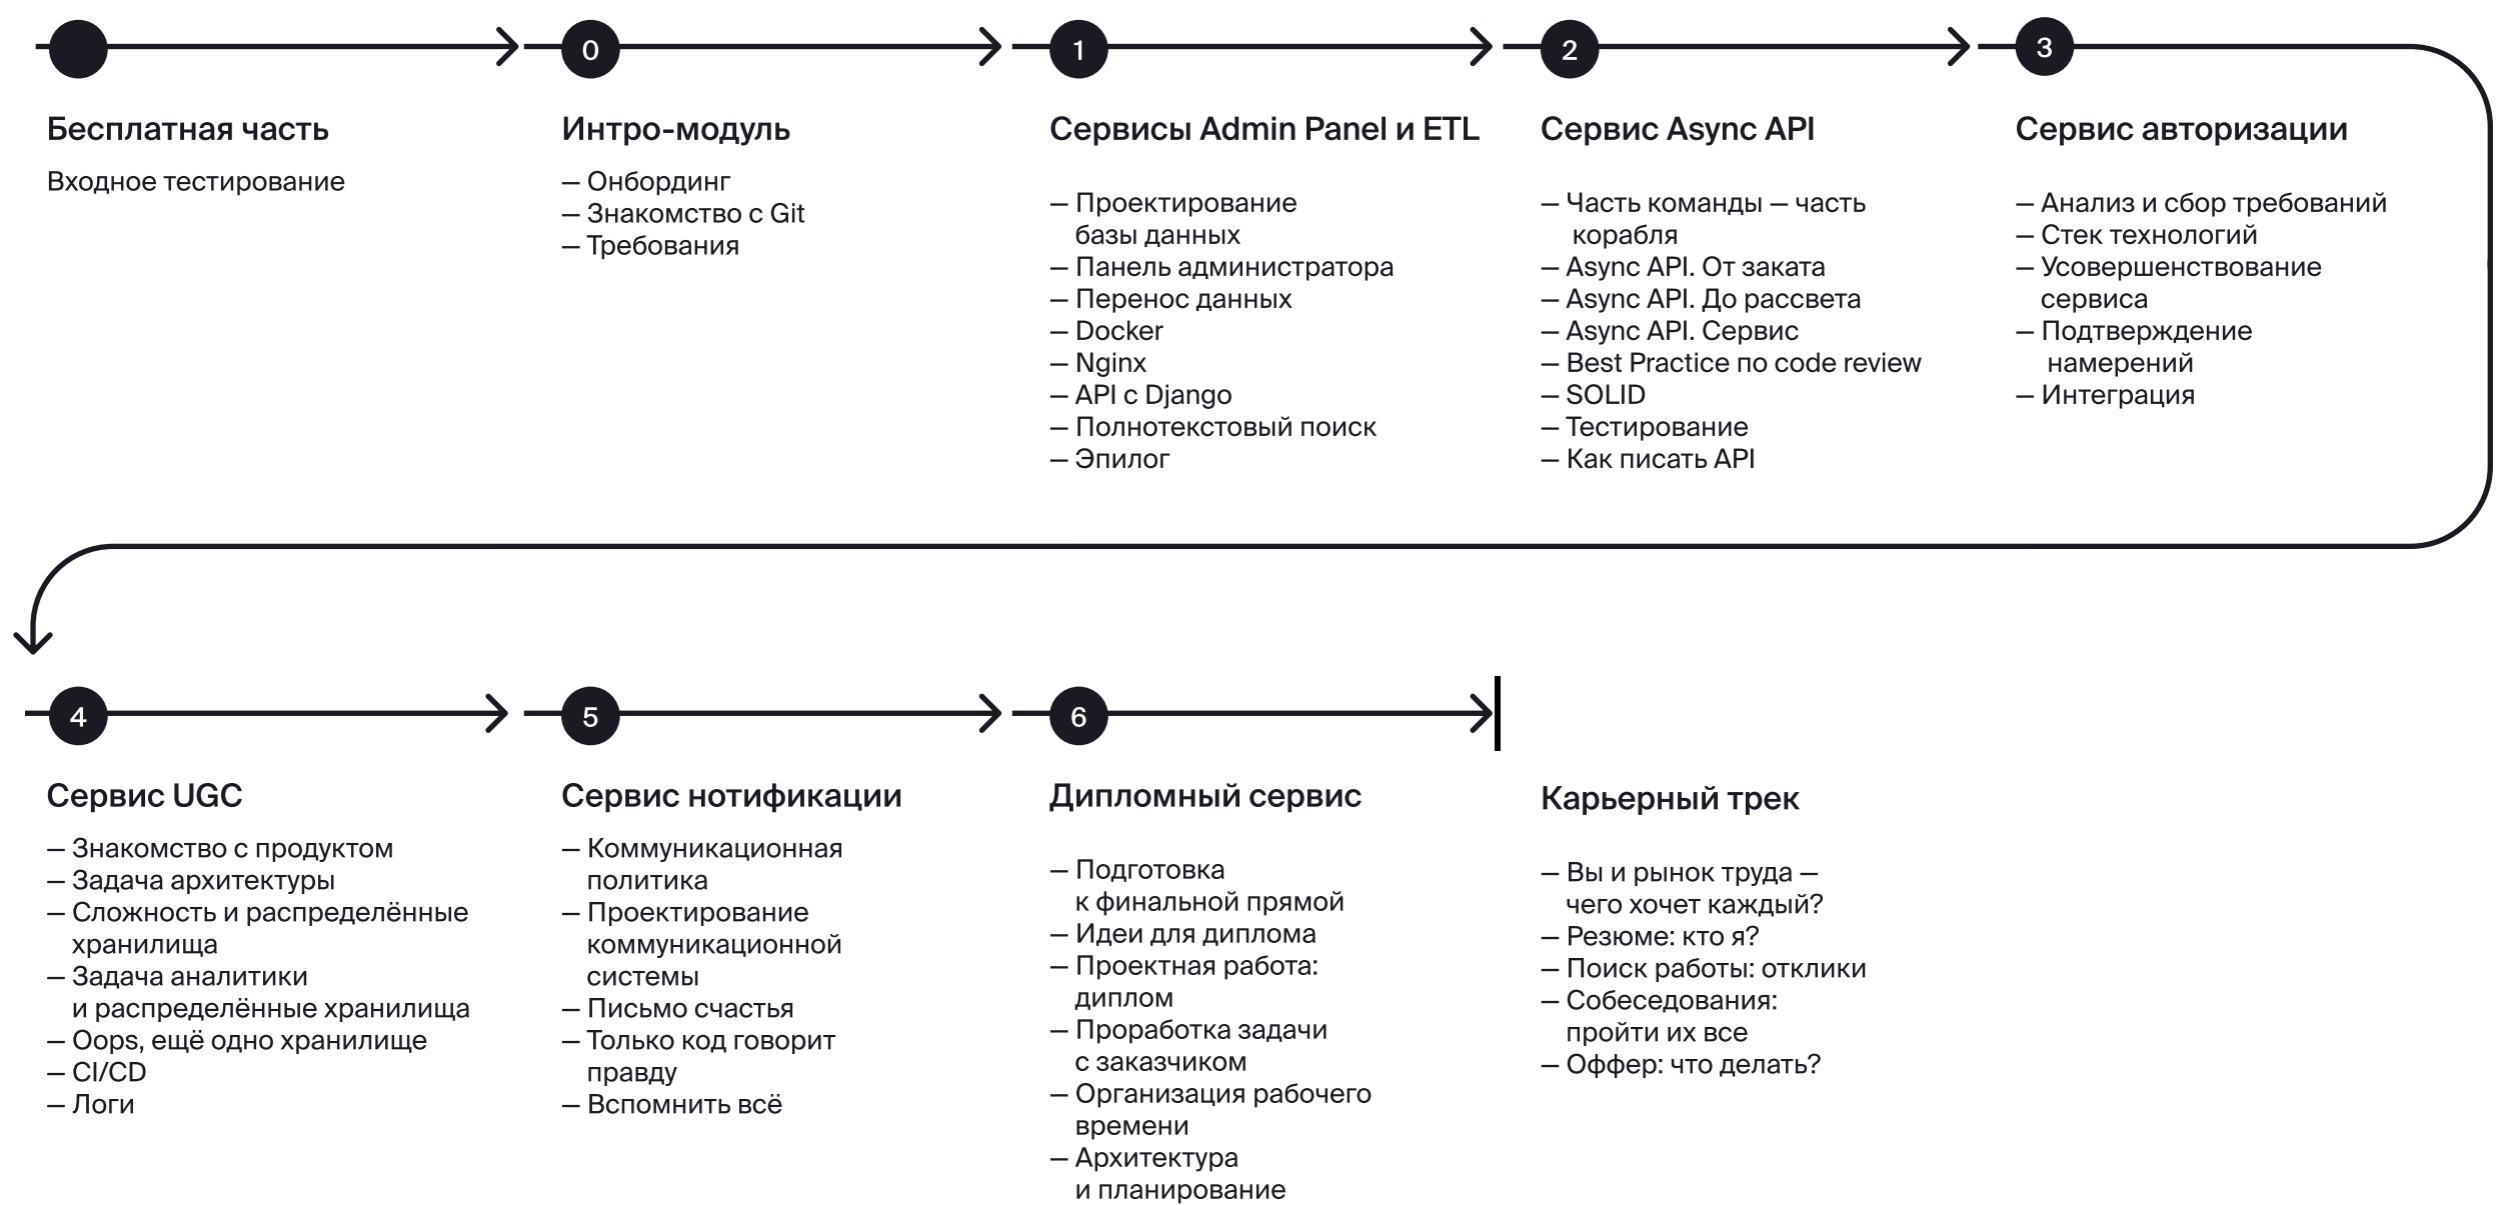 Бесплатная часть
Входное тестирование
0
Интро-модуль
— Онбординг
— Знакомство с Git
— Требования
1
Сервисы Admin Panel и ETL
— Проектирование
базы данных
— Панель администратора
— Перенос данных
— Docker
— Nginx
— API с Django
— Полнотекстовый поиск
— Эпилог
2
Сервис Async API
— Часть команды — часть
корабля
— Async API. От заката
— Async API. До рассвета
— Async API. Сервис
— Best Practice по code review
— SOLID
— Тестирование
— Как писать API
3
Сервис авторизации
— Анализ и сбор требований
— Стек технологий
— Усовершенствование
сервиса
— Подтверждение
намерений
— Интеграция
4
Сервис UGC
— Знакомство с продуктом
— Задача архитектуры
— Сложность и распределённые
хранилища
— Задача аналитики
и распределённые хранилища
— Oops, ещё одно хранилище
— CI/CD
— Логи
5
Сервис нотификации
— Коммуникационная
политика
— Проектирование
коммуникационной
системы
— Письмо счастья
— Только код говорит
правду
— Вспомнить всё
6
Дипломный сервис
— Подготовка
к финальной прямой
— Идеи для диплома
— Проектная работа:
диплом
— Проработка задачи
с заказчиком
— Организация рабочего
времени
— Архитектура
и планирование
Карьерный трек
— Вы и рынок труда —
чего хочет каждый?
— Резюме: кто я?
— Поиск работы: отклики
— Собеседования:
пройти их все
— Оффер: что делать?